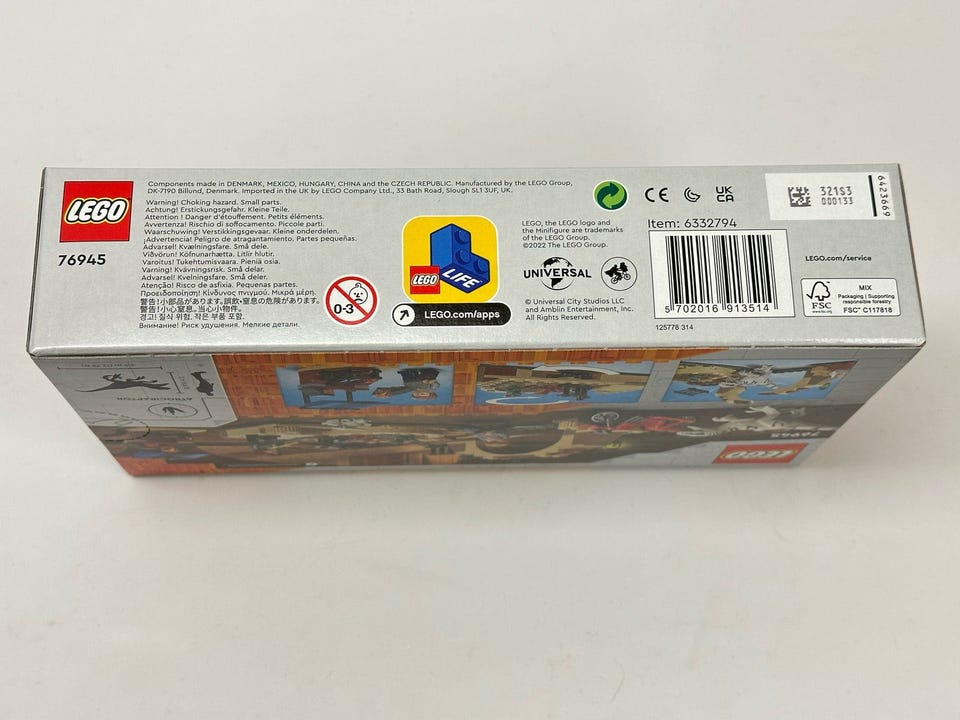 LEGO
76945
Components made in DENMARK, MEXICO, HUNGARY, CHINA and the CZECH REPUBLIC. Manufactured by the LEGO Group,
DK-7190 Billund, Denmark. Imported in the UK by LEGO Company Ltd., 33 Bath Road, Slough SL1 3UF, UK.
Warning! Choking hazard. Small parts.
Achtung! Erstickungsgefahr. Kleine Teile.
Attention ! Danger d'étouffement. Petits éléments.
Avvertenza! Rischio di soffocamento. Piccole parti.
Waarschuwing! Verstikkingsgevaar. Kleine onderdelen.
¡Advertencia! Peligro de atragantamiento. Partes pequeñas.
Advarsel! Kvælningsfare. Små dele.
Viðvörun! Köfnunarhætta. Litlir hlutir.
Varoitus! Tukehtumisvaara. Pieniä osia.
Varning! Kvävningsrisk. Små delar.
Advarsel! Kvelningsfare. Små deler.
Atenção! Risco de asfixia. Pequenas partes.
Προειδοποίηση! Κίνδυνος πνιγμού. Μικρά μέρη.
警告!小部品があります。誤飲・窒息の危険があります。
警告!小心窒息。当心小物件。
경고! 질식 위험. 작은 부품 포함.
Внимание! Риск удушения. Мелкие детали.
0-3
LEGO
LIFE
LEGO.com/apps
LEGO, the LEGO logo and
the Minifigure are trademarks
of the LEGO Group.
©2022 The LEGO Group.
UNIVERSAL
© Universal City Studios LLC
and Amblin Entertainment, Inc.
All Rights Reserved.
CE
UK
CA
Item: 6332794
5 702016 913514
125778 314
321S3
000133
6423669
LEGO.com/service
FSC
www.fsc.org
MIX
Packaging | Supporting
responsible forestry
FSC™ C117818
ATROCIRAPTOR
LEGO
76945